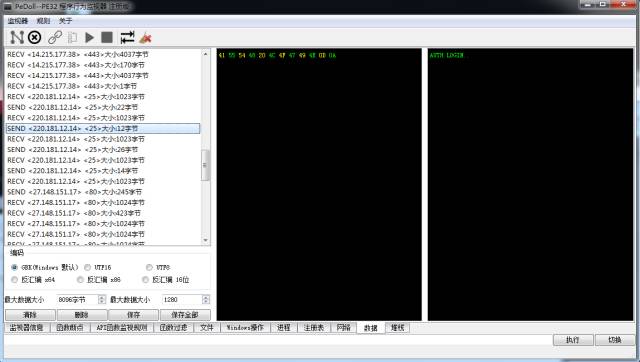 PeDoll--PE32 程序行为监视器 注册版
监视器 规则 关于
RECV <14.215.177.38> <443>大小:4037字节
RECV <14.215.177.38> <443>大小:170字节
RECV <14.215.177.38> <443>大小:4037字节
RECV <14.215.177.38> <443>大小:1字节
RECV <220.181.12.14> <25>大小:1023字节
SEND <220.181.12.14> <25>大小:22字节
RECV <220.181.12.14> <25>大小:1023字节
SEND <220.181.12.14> <25>大小:12字节
RECV <220.181.12.14> <25>大小:1023字节
SEND <220.181.12.14> <25>大小:26字节
RECV <220.181.12.14> <25>大小:1023字节
SEND <220.181.12.14> <25>大小:14字节
RECV <220.181.12.14> <25>大小:1023字节
SEND <27.148.151.17> <80>大小:245字节
RECV <27.148.151.17> <80>大小:1024字节
RECV <27.148.151.17> <80>大小:423字节
RECV <27.148.151.17> <80>大小:1024字节
RECV <27.148.151.17> <80>大小:1024字节
RECV <27.148.151.17> <80>大小:1024字节
41 55 54 48 20 4C 4F 47 49 4E 0D 0A
AUTH LOGIN
编码
GBK(Windows 默认) UTF16 UTF8
反汇编 x64 反汇编 x86 反汇编 16位
最大数据大小 8096字节 最大数据大小 1280
清除 删除 保存 保存全部
监视器信息 函数断点 API函数监视规则 函数过滤 文件 Windows操作 进程 注册表 网络 数据 堆栈
执行 切换